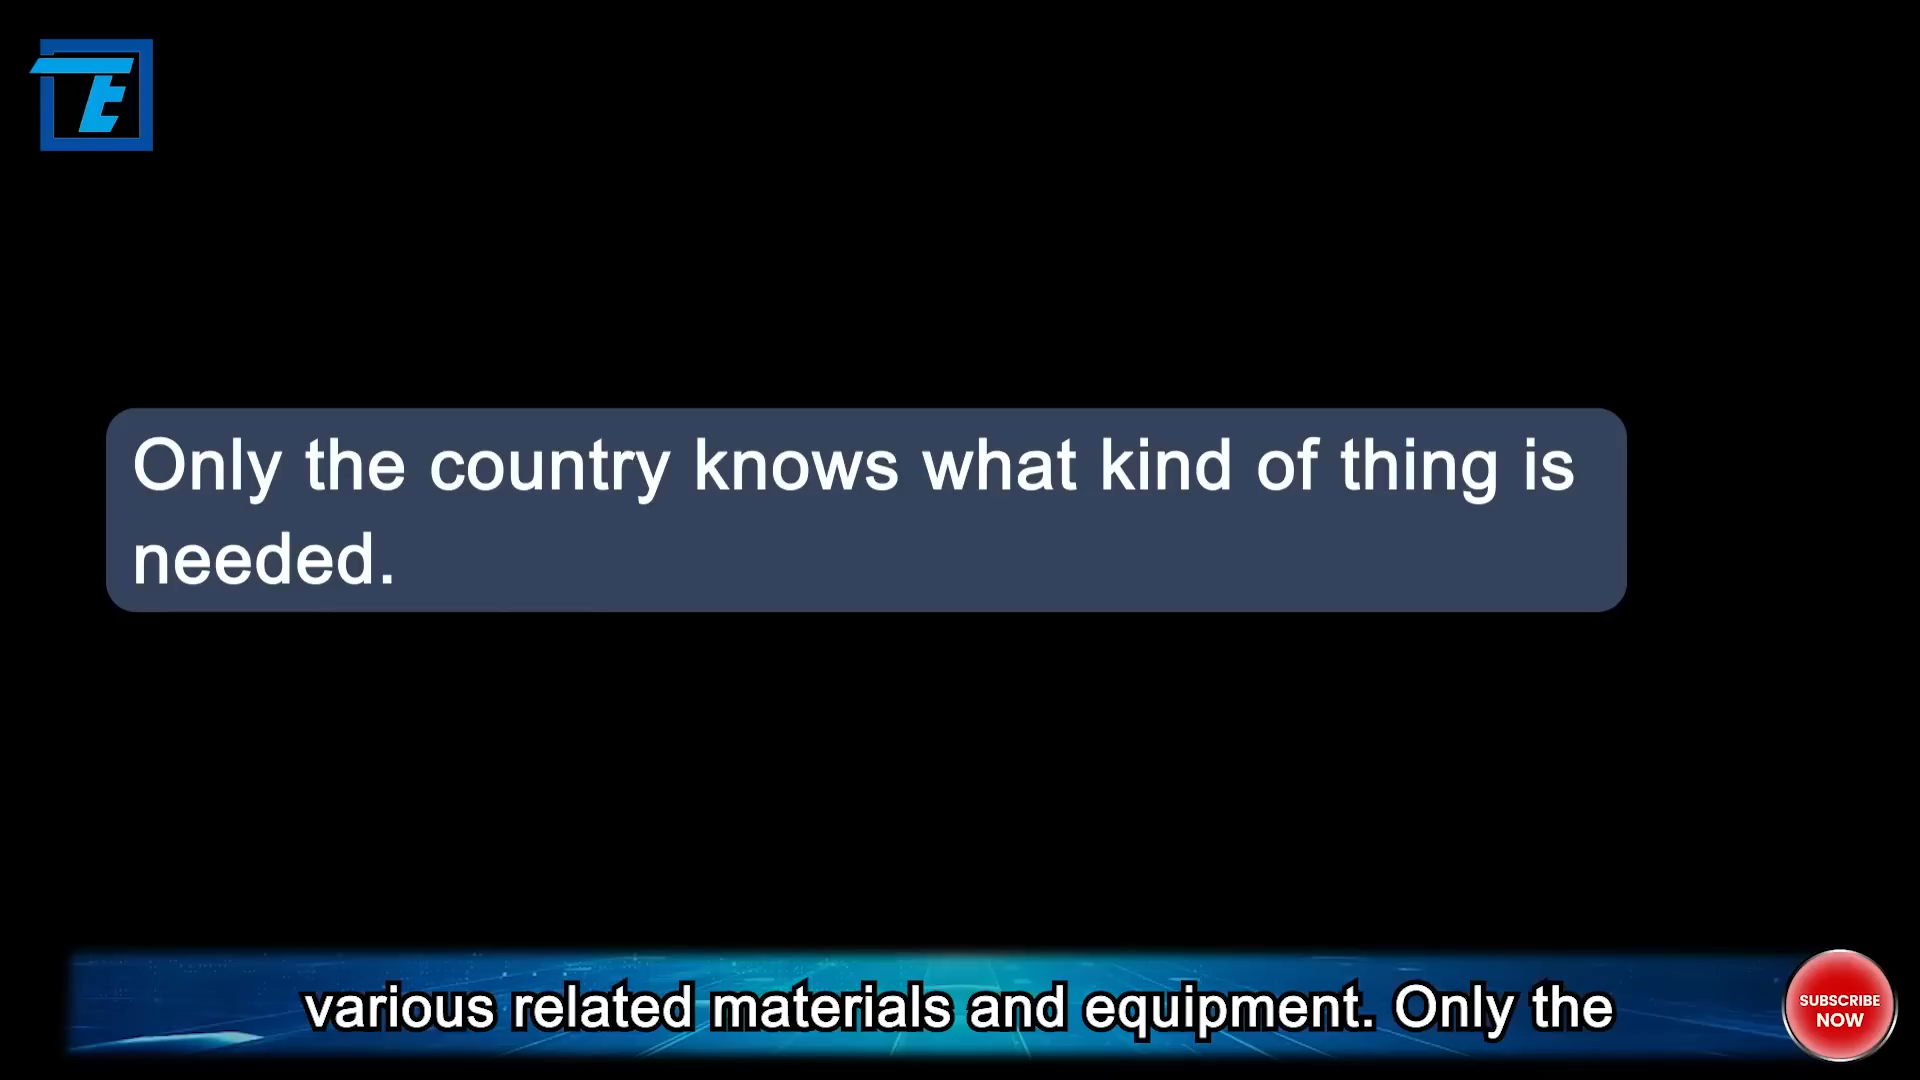 TE
Only the country knows what kind of thing is
needed.
various related materials and equipment. Only the
SUBSCRIBE
NOW